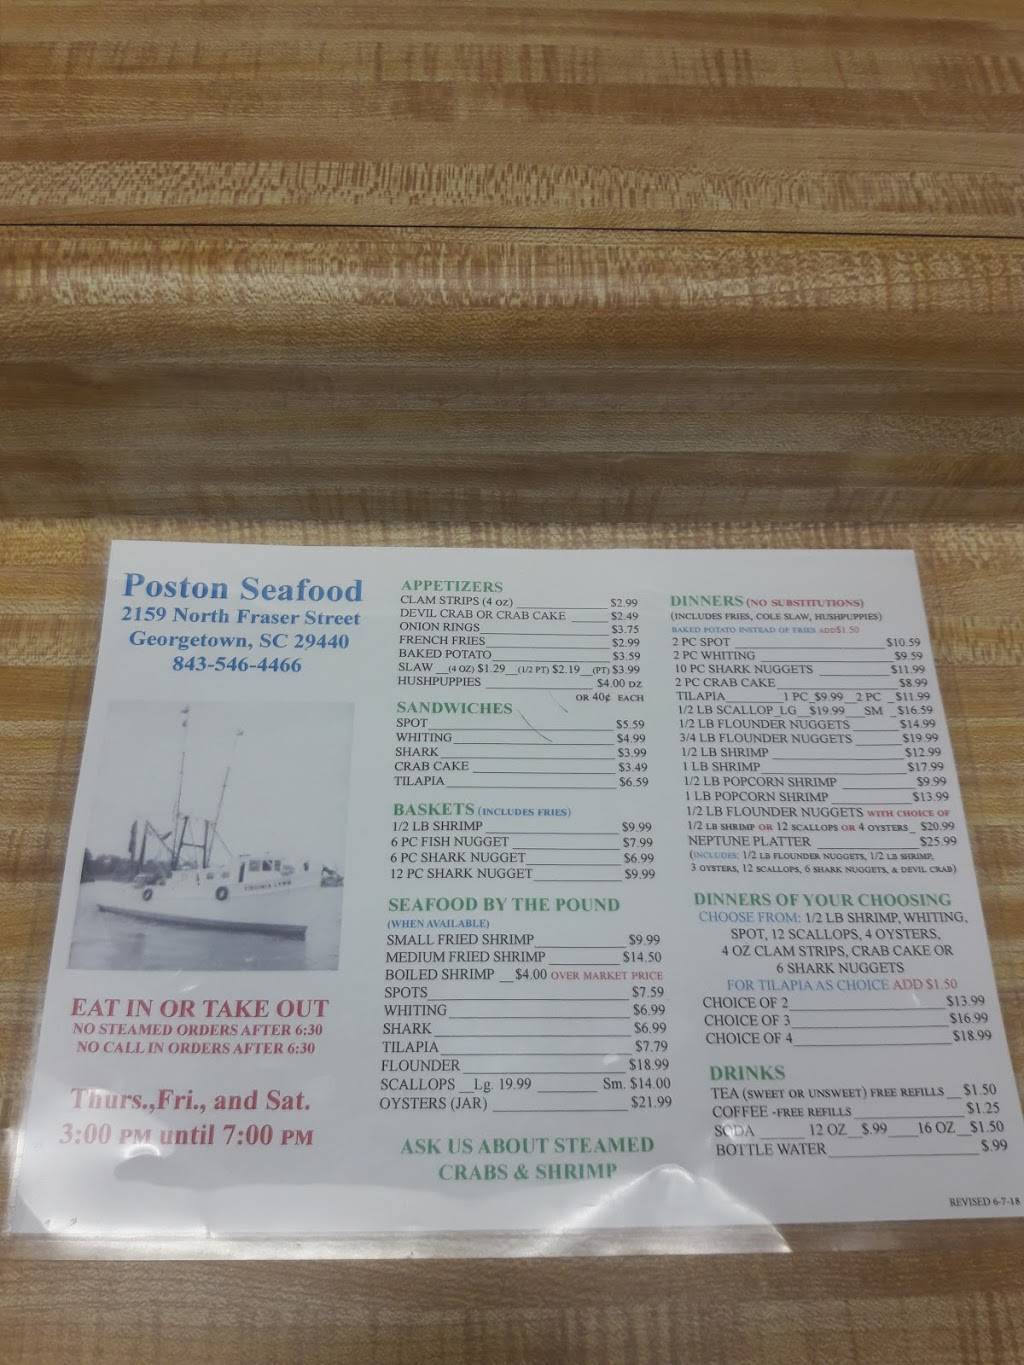 Poston Seafood
2159 North Fraser Street
Georgetown, SC 29440
843-546-4466
EAT IN OR TAKE OUT
NO STEAMED ORDERS AFTER 6:30
NO CALL IN ORDERS AFTER 6:30
Thurs.,Fri., and Sat.
3:00 PM until 7:00 PM
APPETIZERS
CLAM STRIPS (4 oz) $2.99
DEVIL CRAB OR CRAB CAKE $2.49
ONION RINGS $3.75
FRENCH FRIES $2.99
BAKED POTATO $3.59
SLAW (4 OZ) $1.29 (1/2 PT) $2.19 (PT) $3.99
HUSHPUPPIES $4.00 DZ
OR 40¢ EACH
SANDWICHES
SPOT $5.59
WHITING $4.99
SHARK $3.99
CRAB CAKE $3.49
TILAPIA $6.59
BASKETS (INCLUDES FRIES)
1/2 LB SHRIMP $9.99
6 PC FISH NUGGET $7.99
6 PC SHARK NUGGET $6.99
12 PC SHARK NUGGET $9.99
SEAFOOD BY THE POUND
(WHEN AVAILABLE)
SMALL FRIED SHRIMP $9.99
MEDIUM FRIED SHRIMP $14.50
BOILED SHRIMP $4.00 OVER MARKET PRICE
SPOTS $7.59
WHITING $6.99
SHARK $6.99
TILAPIA $7.79
FLOUNDER $18.99
SCALLOPS Lg. 19.99 Sm. $14.00
OYSTERS (JAR) $21.99
ASK US ABOUT STEAMED
CRABS & SHRIMP
DINNERS (NO SUBSTITUTIONS)
(INCLUDES FRIES, COLE SLAW, HUSHPUPPIES)
BAKED POTATO INSTEAD OF FRIES ADD$1.50
2 PC SPOT $10.59
2 PC WHITING $9.59
10 PC SHARK NUGGETS $11.99
2 PC CRAB CAKE $8.99
TILAPIA 1 PC $9.99 2 PC $11.99
1/2 LB SCALLOP LG $19.99 SM $16.59
1/2 LB FLOUNDER NUGGETS $14.99
3/4 LB FLOUNDER NUGGETS $19.99
1/2 LB SHRIMP $12.99
1 LB SHRIMP $17.99
1/2 LB POPCORN SHRIMP $9.99
1 LB POPCORN SHRIMP $13.99
1/2 LB FLOUNDER NUGGETS WITH CHOICE OF
1/2 LB SHRIMP OR 12 SCALLOPS OR 4 OYSTERS $20.99
NEPTUNE PLATTER $25.99
(INCLUDES: 1/2 LB FLOUNDER NUGGETS, 1/2 LB SHRIMP,
3 OYSTERS, 12 SCALLOPS, 6 SHARK NUGGETS, & DEVIL CRAB)
DINNERS OF YOUR CHOOSING
CHOOSE FROM: 1/2 LB SHRIMP, WHITING,
SPOT, 12 SCALLOPS, 4 OYSTERS,
4 OZ CLAM STRIPS, CRAB CAKE OR
6 SHARK NUGGETS
FOR TILAPIA AS CHOICE ADD $1.50
CHOICE OF 2 $13.99
CHOICE OF 3 $16.99
CHOICE OF 4 $18.99
DRINKS
TEA (SWEET OR UNSWEET) FREE REFILLS $1.50
COFFEE -FREE REFILLS $1.25
SODA 12 OZ $.99 16 OZ $1.50
BOTTLE WATER $.99
REVISED 6-7-18